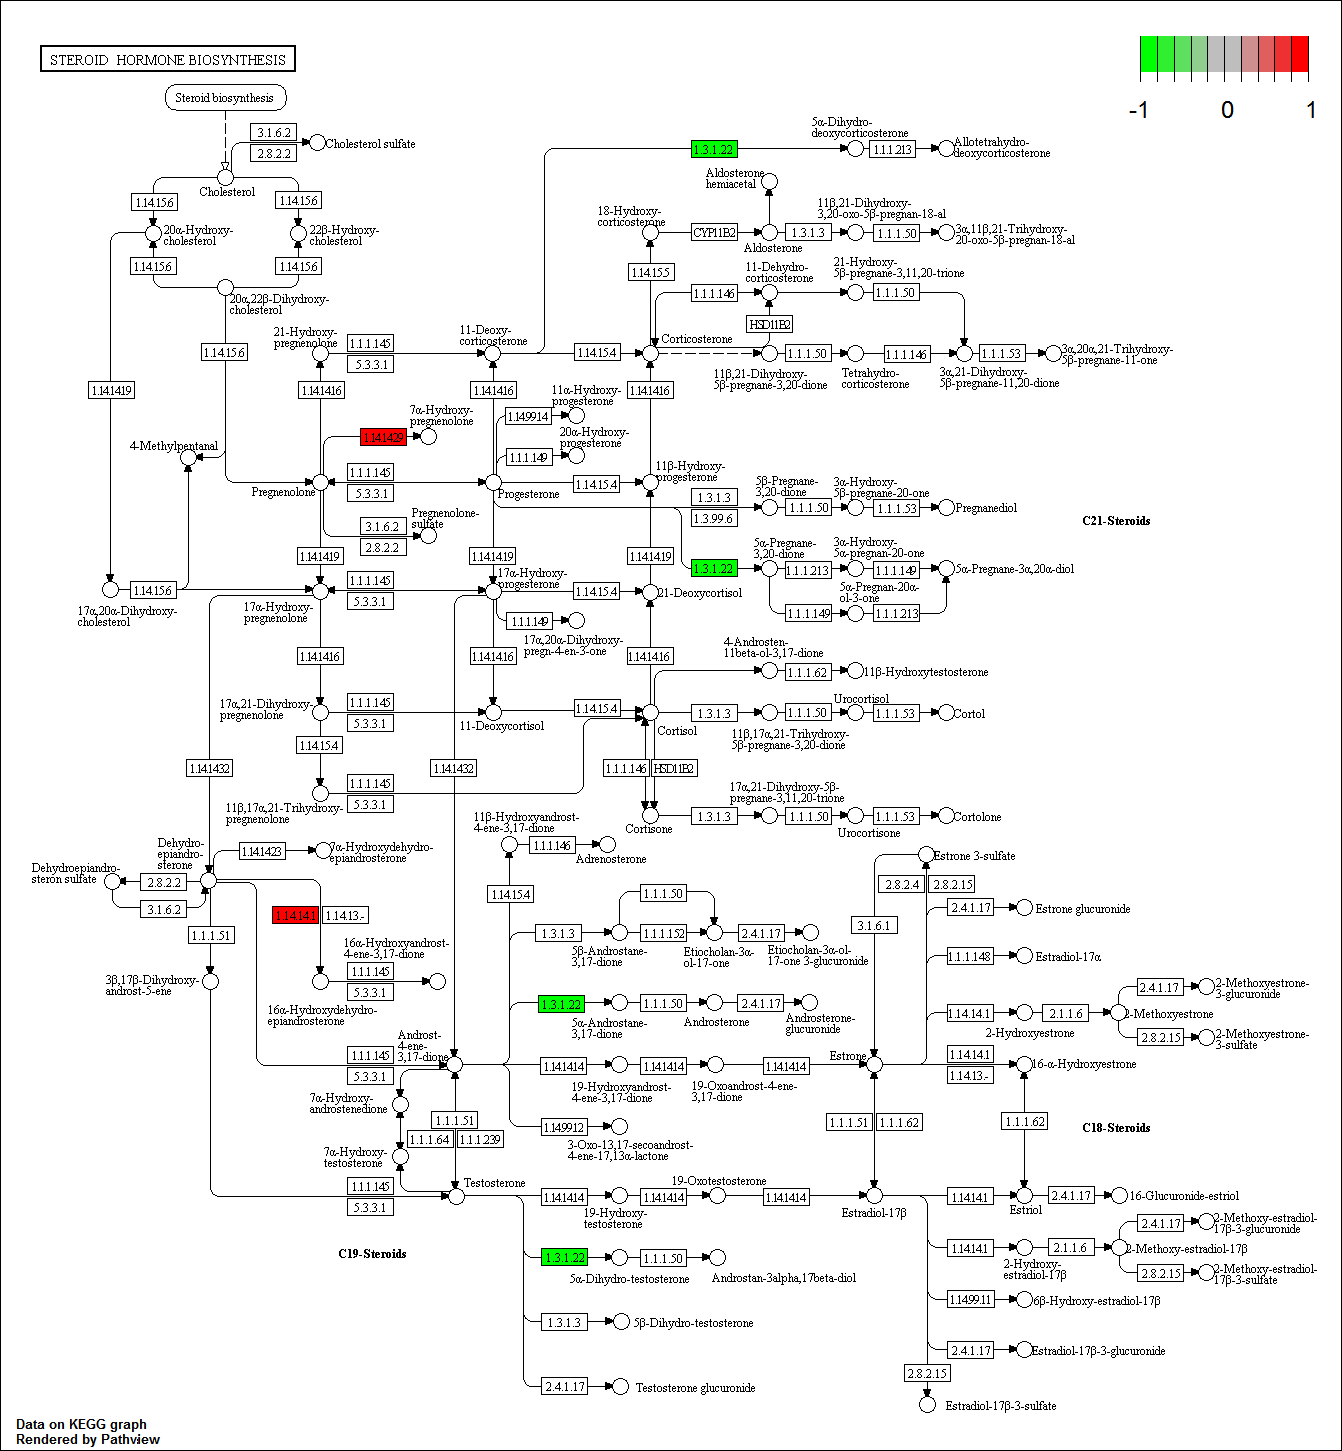 STEROID HORMONE BIOSYNTHESIS
-1
0
1
Steroid biosynthesis
3.1.6.2
2.8.2.2
Cholesterol sulfate
Cholesterol
1.14.15.6
1.14.15.6
20α-Hydroxy-
cholesterol
22β-Hydroxy-
cholesterol
1.14.15.6
1.14.15.6
20α,22β-Dihydroxy-
cholesterol
1.14.15.6
1.14.14.19
4-Methylpentanal
17α,20α-Dihydroxy-
cholesterol
1.14.15.6
5α-Dihydro-
deoxycorticosterone
1.3.1.22
1.1.1.213
Allotetrahydro-
deoxycorticosterone
Aldosterone
hemiacetal
18-Hydroxy-
corticosterone
CYP11B2
Aldosterone
11β,21-Dihydroxy-
3,20-oxo-5β-pregnan-18-al
1.3.1.3
1.1.1.50
3α,11β,21-Trihydroxy-
20-oxo-5β-pregnan-18-al
1.14.15.5
11-Dehydro-
corticosterone
21-Hydroxy-
5β-pregnane-3,11,20-trione
1.1.1.146
1.1.1.50
HSD11B2
21-Hydroxy-
pregnenolone
1.1.1.145
5.3.3.1
11-Deoxy-
corticosterone
1.14.15.4
Corticosterone
11β,21-Dihydroxy-
5β-pregnane-3,20-dione
1.1.1.50
Tetrahydro-
corticosterone
1.1.1.146
3α,21-Dihydroxy-
5β-pregnane-11,20-dione
1.1.1.53
3α,20α,21-Trihydroxy-
5β-pregnane-11-one
1.14.14.16
1.14.14.16
1.14.14.16
7α-Hydroxy-
pregnenolone
1.14.14.29
11α-Hydroxy-
progesterone
1.14.99.14
20α-Hydroxy-
progesterone
1.1.1.149
Pregnenolone
1.1.1.145
5.3.3.1
Progesterone
1.14.15.4
11β-Hydroxy-
progesterone
3.1.6.2
2.8.2.2
Pregnenolone-
sulfate
1.3.1.3
1.3.99.6
5β-Pregnane-
3,20-dione
1.1.1.50
3α-Hydroxy-
5β-pregnane-20-one
1.1.1.53
Pregnanediol
C21-Steroids
1.14.14.19
1.14.14.19
1.14.14.19
1.3.1.22
5α-Pregnane-
3,20-dione
1.1.1.213
3α-Hydroxy-
5α-pregnan-20-one
1.1.1.149
5α-Pregnane-3α,20α-diol
1.1.1.149
5α-Pregnan-20α-
ol-3-one
1.1.1.213
17α-Hydroxy-
pregnenolone
1.1.1.145
5.3.3.1
17α-Hydroxy-
progesterone
1.14.15.4
21-Deoxycortisol
1.1.1.149
17α,20α-Dihydroxy-
pregn-4-en-3-one
1.14.14.16
1.14.14.16
1.14.14.16
4-Androsten-
11beta-ol-3,17-dione
1.1.1.62
11β-Hydroxytestosterone
17α,21-Dihydroxy-
pregnenolone
1.1.1.145
5.3.3.1
11-Deoxycortisol
1.14.15.4
Cortisol
1.3.1.3
11β,17α,21-Trihydroxy-
5β-pregnane-3,20-dione
1.1.1.50
Urocortisol
1.1.1.53
Cortol
1.14.15.4
1.14.14.32
1.14.14.32
1.1.1.146
HSD11B2
1.1.1.145
5.3.3.1
11β,17α,21-Trihydroxy-
pregnenolone
Cortisone
1.3.1.3
17α,21-Dihydroxy-5β-
pregnane-3,11,20-trione
1.1.1.50
Urocortisone
1.1.1.53
Cortolone
Dehydro-
epiandro-
sterone
1.14.14.23
7α-Hydroxydehydro-
epiandrosterone
Dehydroepiandro-
steron sulfate
2.8.2.2
3.1.6.2
1.14.14.1
1.14.13.-
1.1.1.51
16α-Hydroxyandrost-
4-ene-3,17-dione
1.1.1.145
5.3.3.1
16α-Hydroxydehydro-
epiandrosterone
3β,17β-Dihydroxy-
androst-5-ene
11β-Hydroxyandrost-
4-ene-3,17-dione
1.1.1.146
Adrenosterone
1.14.15.4
1.1.1.50
1.3.1.3
5β-Androstane-
3,17-dione
1.1.1.152
Etiocholan-3α-
ol-17-one
2.4.1.17
Etiocholan-3α-ol-
17-one 3-glucuronide
1.3.1.22
5α-Androstane-
3,17-dione
1.1.1.50
Androsterone
2.4.1.17
Androsterone-
glucuronide
Androst-
4-ene-
3,17-dione
1.1.1.145
5.3.3.1
1.14.14.14
19-Hydroxyandrost-
4-ene-3,17-dione
1.14.14.14
19-Oxoandrost-4-ene-
3,17-dione
1.14.14.14
Estrone
7α-Hydroxy-
androstenedione
1.1.1.51
1.1.1.64
1.1.1.239
7α-Hydroxy-
testosterone
1.14.99.12
3-Oxo-13,17-secoandrost-
4-ene-17,13α-lactone
1.1.1.145
5.3.3.1
Testosterone
1.14.14.14
19-Hydroxy-
testosterone
1.14.14.14
19-Oxotestosterone
1.14.14.14
Estradiol-17β
1.3.1.22
5α-Dihydro-testosterone
1.1.1.50
Androstan-3alpha,17beta-diol
1.3.1.3
5β-Dihydro-testosterone
2.4.1.17
Testosterone glucuronide
C19-Steroids
Estrone 3-sulfate
2.8.2.4
2.8.2.15
3.1.6.1
2.4.1.17
Estrone glucuronide
1.1.1.148
Estradiol-17α
1.14.14.1
2-Hydroxyestrone
2.1.1.6
2-Methoxyestrone
2.4.1.17
2-Methoxyestrone-
3-glucuronide
2.8.2.15
2-Methoxyestrone-
3-sulfate
1.14.14.1
1.14.13.-
16-α-Hydroxyestrone
1.1.1.51
1.1.1.62
1.1.1.62
C18-Steroids
1.14.14.1
Estriol
2.4.1.17
16-Glucuronide-estriol
1.14.14.1
2-Hydroxy-
estradiol-17β
2.1.1.6
2-Methoxy-estradiol-17β
2.4.1.17
2-Methoxy-estradiol-
17β-3-glucuronide
2.8.2.15
2-Methoxy-estradiol-
17β-3-sulfate
1.14.99.11
6β-Hydroxy-estradiol-17β
2.4.1.17
Estradiol-17β-3-glucuronide
2.8.2.15
Estradiol-17β-3-sulfate
Data on KEGG graph
Rendered by Pathview